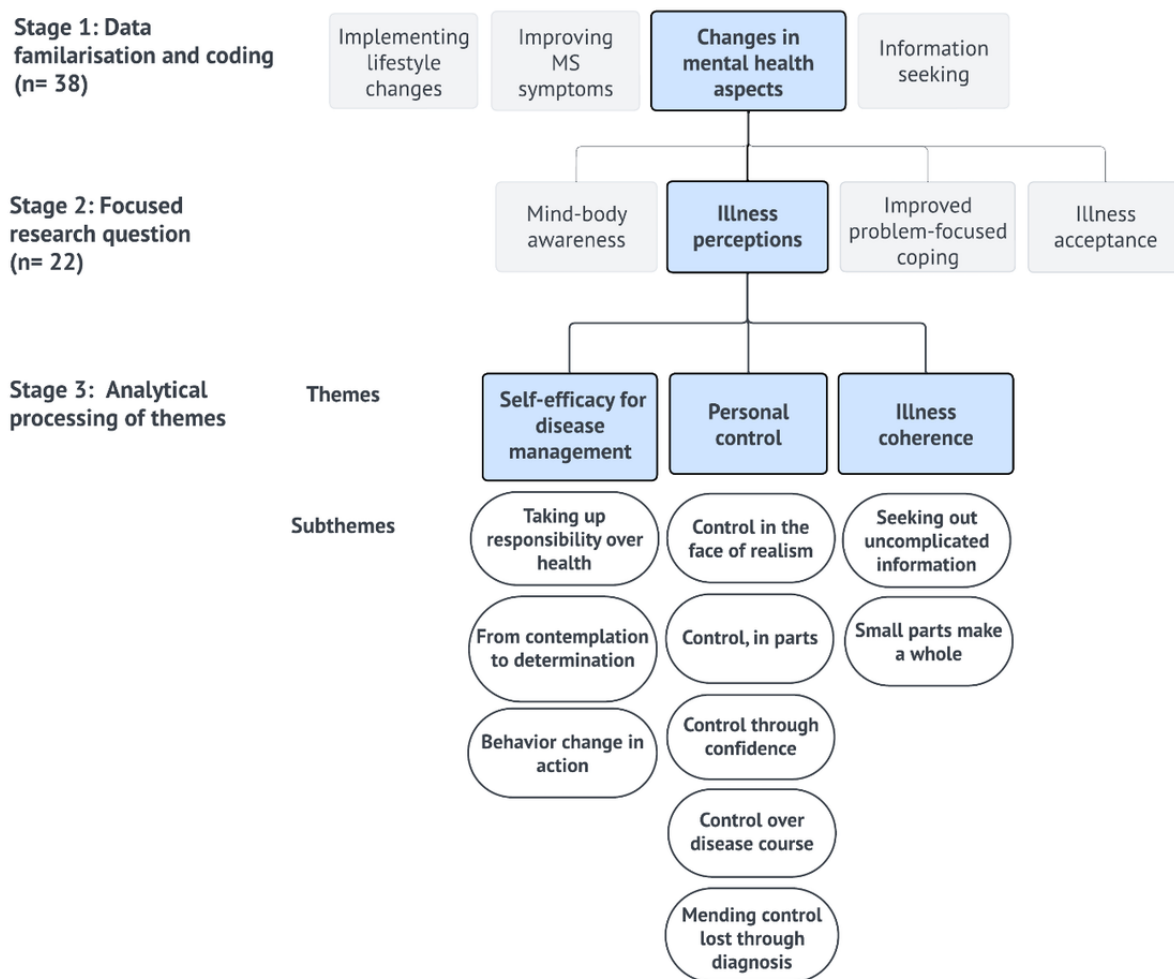 Stage 1: Data
familarisation and coding
(n= 38)
Implementing
lifestyle
changes
Improving
MS
symptoms
Changes in
mental health
aspects
Information
seeking
Stage 2: Focused
research question
(n= 22)
Mind-body
awareness
Illness
perceptions
Improved
problem-focused
coping
Illness
acceptance
Stage 3: Analytical
processing of themes
Themes
Self-efficacy for
disease
management
Personal
control
Illness
coherence
Subthemes
Taking up
responsibility over
health
Control in the
face of realism
Seeking out
uncomplicated
information
From contemplation
to determination
Control, in parts
Small parts make
a whole
Behavior change in
action
Control through
confidence
Control over
disease course
Mending control
lost through
diagnosis